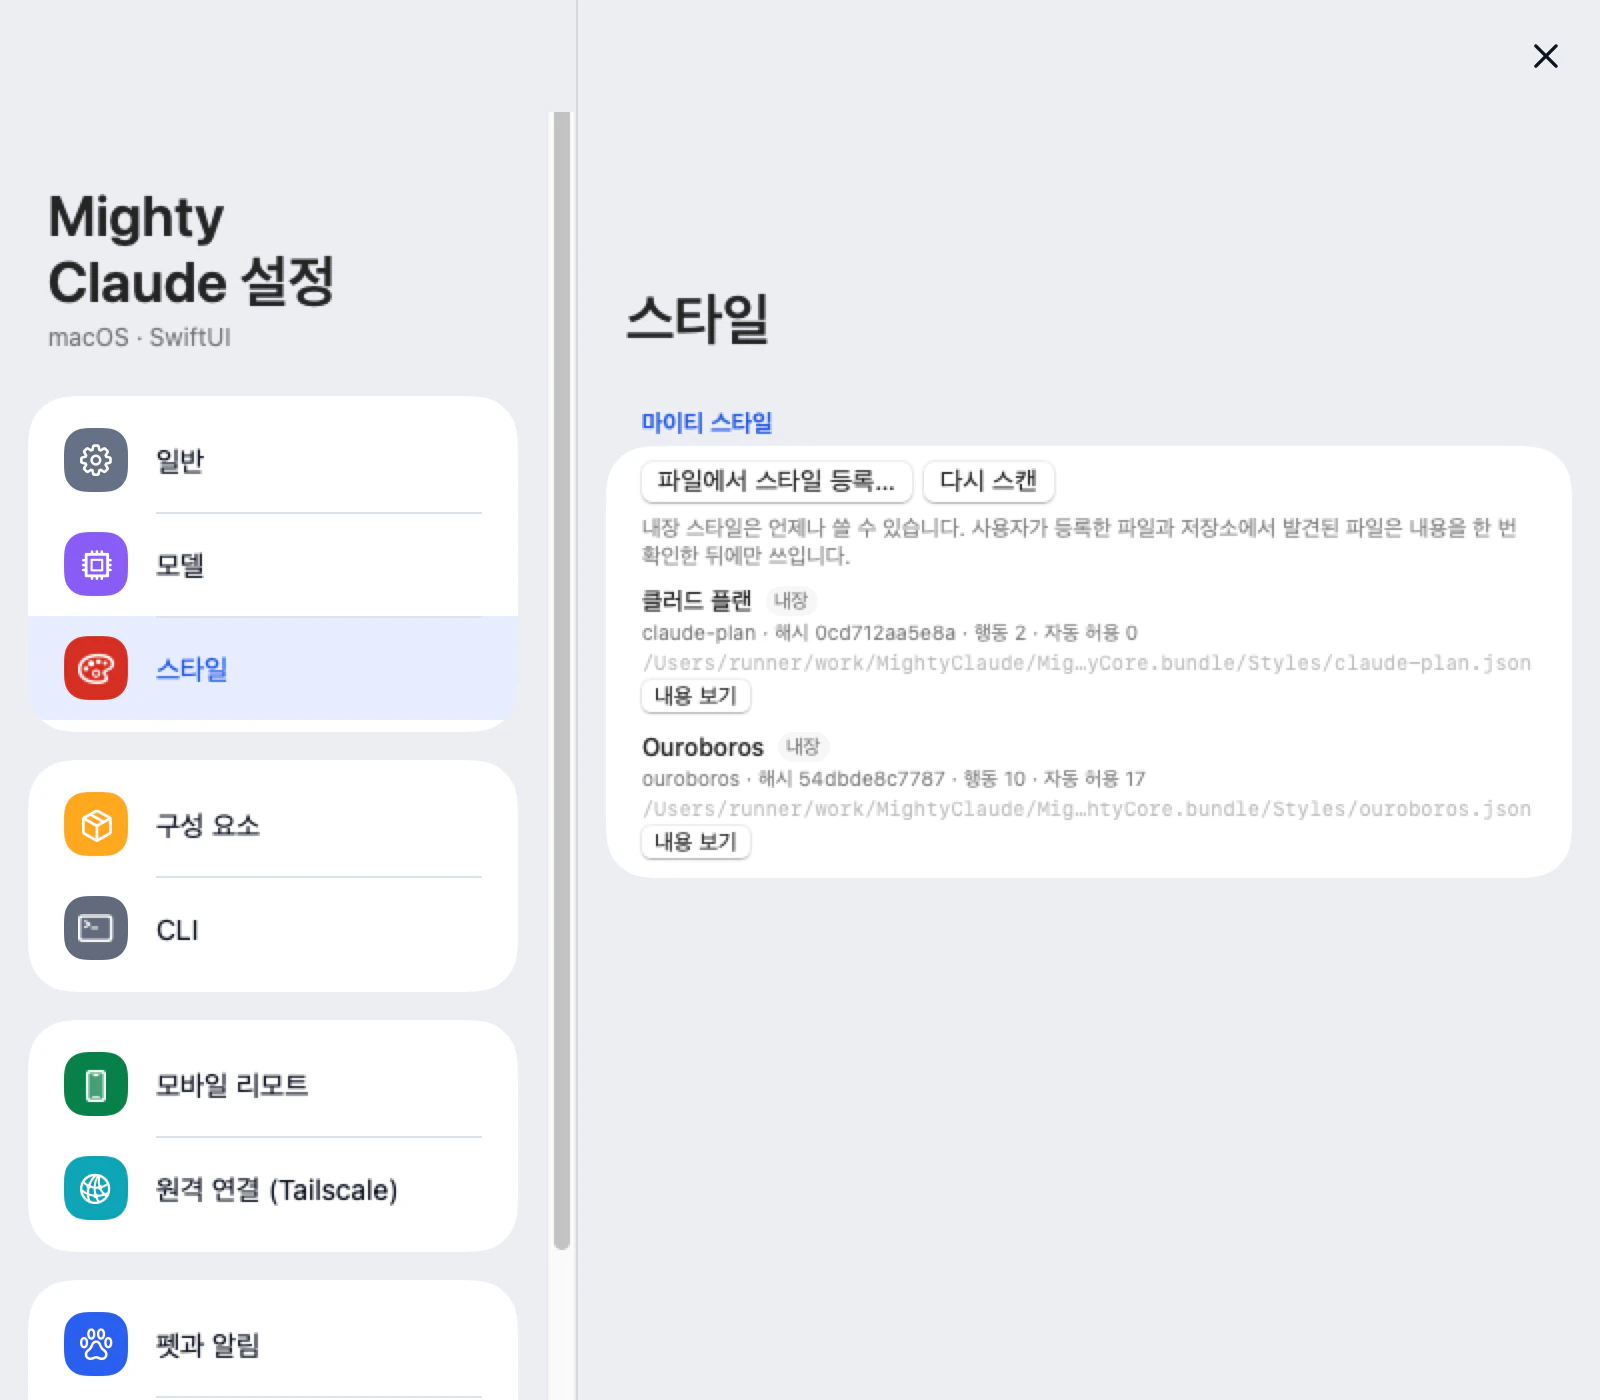 Mighty
Claude 설정
macOS · SwiftUI
일반
모델
스타일
구성 요소
CLI
모바일 리모트
원격 연결 (Tailscale)
펫과 알림
스타일
마이티 스타일
파일에서 스타일 등록...
다시 스캔
내장 스타일은 언제나 쓸 수 있습니다. 사용자가 등록한 파일과 저장소에서 발견된 파일은 내용을 한 번
확인한 뒤에만 쓰입니다.
클러드 플랜 내장
claude-plan · 해시 0cd712aa5e8a · 행동 2 · 자동 허용 0
/Users/runner/work/MightyClaude/Mig…yCore.bundle/Styles/claude-plan.json
내용 보기
Ouroboros 내장
ouroboros · 해시 54dbde8c7787 · 행동 10 · 자동 허용 17
/Users/runner/work/MightyClaude/Mig…htyCore.bundle/Styles/ouroboros.json
내용 보기